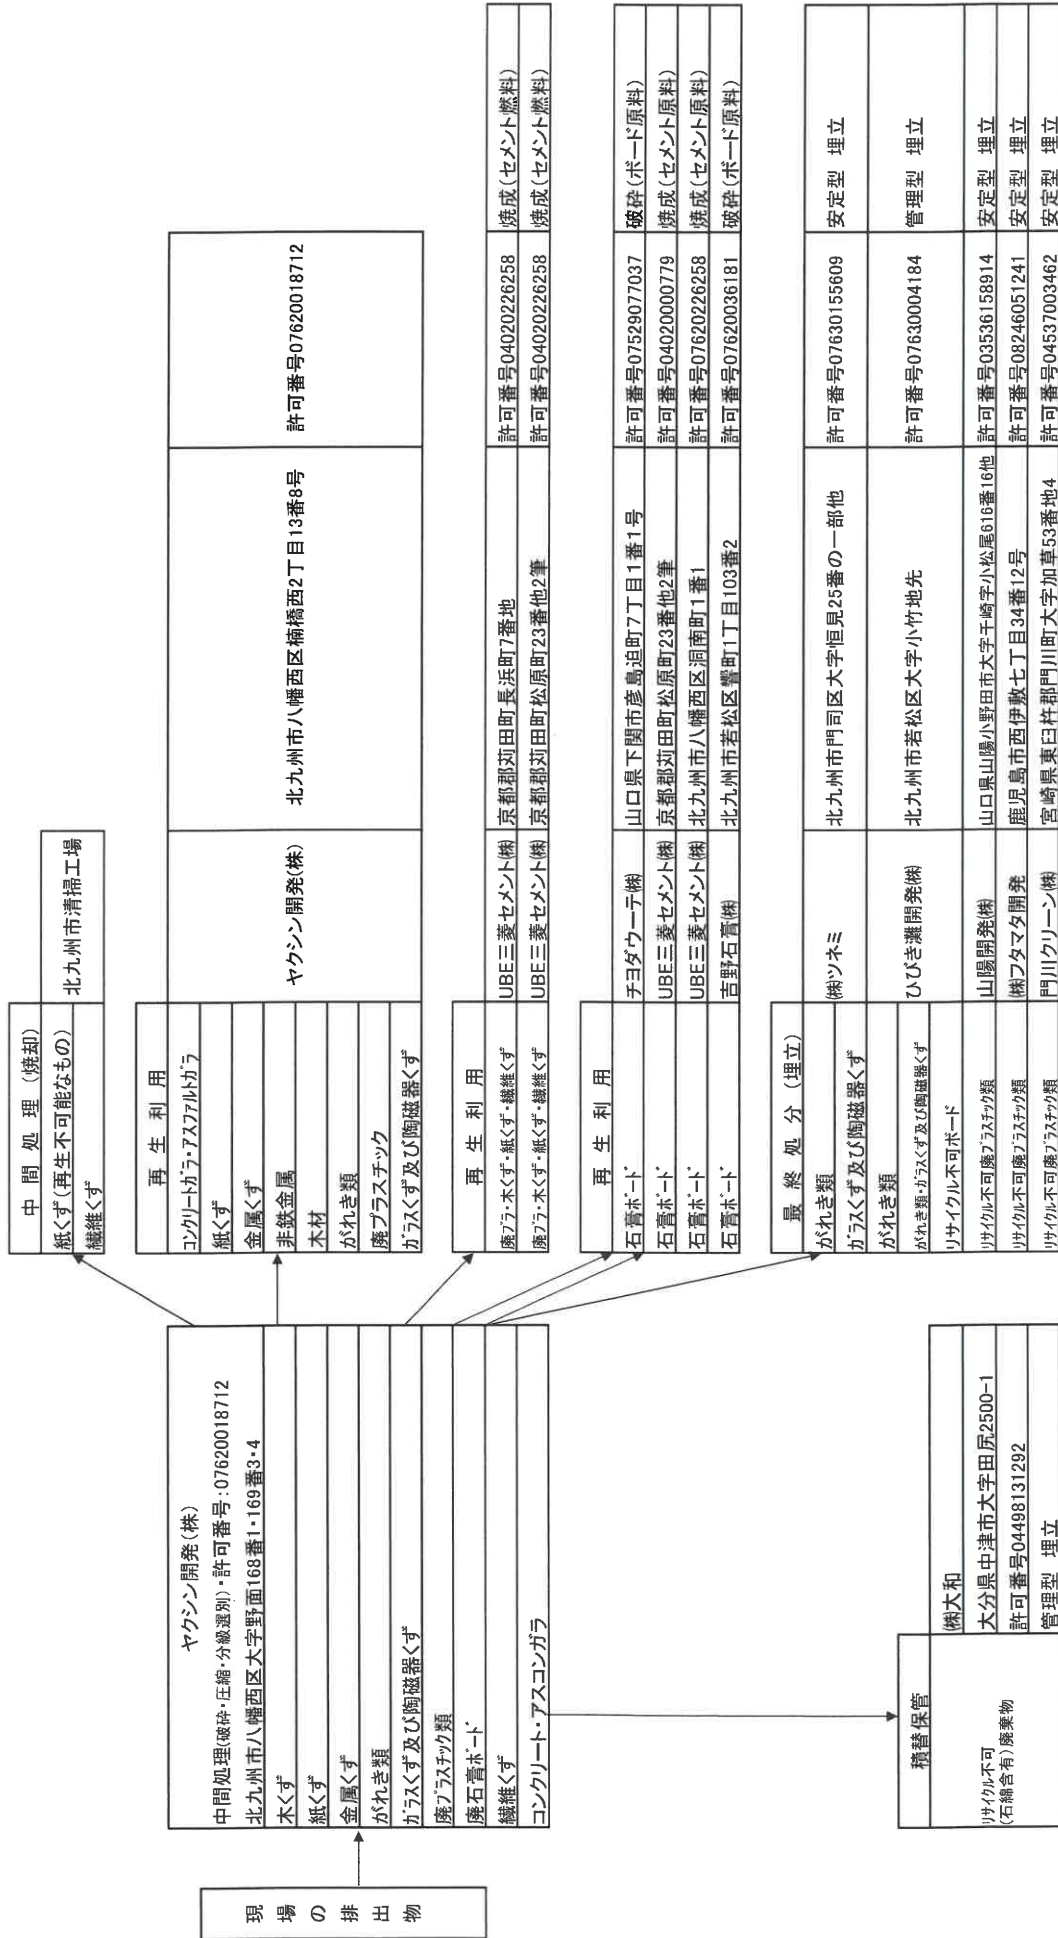 現場の排出物
ヤクシン開発(株)
中間処理(破砕・圧縮・分級選別)・許可番号:07620018712
北九州市八幡西区大字野面168番1・169番3・4
木くず
紙くず
金属くず
がれき類
ガラスくず及び陶磁器くず
廃プラスチック類
廃石膏ボード
繊維くず
コンクリート・アスコンガラ
積替保管
リサイクル不可
(石綿含有)廃棄物
㈱大和
大分県中津市大字田尻2500-1
許可番号04498131292
管理型 埋立
中間処理(焼却)
紙くず(再生不可能なもの) 北九州市清掃工場
繊維くず
再生利用
コンクリートガラ・アスファルトガラ
紙くず
金属くず
非鉄金属
木材
がれき類
廃プラスチック
ガラスくず及び陶磁器くず
ヤクシン開発(株) 北九州市八幡西区楠橋西2丁目13番8号 許可番号07620018712
再生利用
廃プラ・木くず・紙くず・繊維くず UBE三菱セメント㈱ 京都郡苅田町長浜町7番地 許可番号04020226258 焼成(セメント燃料)
廃プラ・木くず・紙くず・繊維くず UBE三菱セメント㈱ 京都郡苅田町松原町23番他2筆 許可番号04020226258 焼成(セメント燃料)
再生利用
石膏ボード チヨダウーテ㈱ 山口県下関市彦島迫町7丁目1番1号 許可番号07529077037 破砕(ボード原料)
石膏ボード UBE三菱セメント㈱ 京都郡苅田町松原町23番他2筆 許可番号04020000779 焼成(セメント原料)
石膏ボード UBE三菱セメント㈱ 北九州市八幡西区洞南町1番1 許可番号07620226258 焼成(セメント原料)
石膏ボード 吉野石膏㈱ 北九州市若松区響町1丁目103番2 許可番号07620036181 破砕(ボード原料)
最終処分(埋立)
がれき類 ㈱ツネミ 北九州市門司区大字恒見25番の一部他 許可番号07630155609 安定型 埋立
ガラスくず及び陶磁器くず
がれき類 ひびき灘開発㈱ 北九州市若松区大字小竹地先 許可番号07630004184 管理型 埋立
がれき類・ガラスくず及び陶磁器くず
リサイクル不可ボード
リサイクル不可廃プラスチック類 山陽開発㈱ 山口県山陽小野田市大字千崎字小松尾616番16他 許可番号03536158914 安定型 埋立
リサイクル不可廃プラスチック類 ㈱フタマタ開発 鹿児島市西伊敷七丁目34番12号 許可番号08246051241 安定型 埋立
リサイクル不可廃プラスチック類 門川クリーン㈱ 宮崎県東臼杵郡門川町大字加草53番地4 許可番号04537003462 安定型 埋立